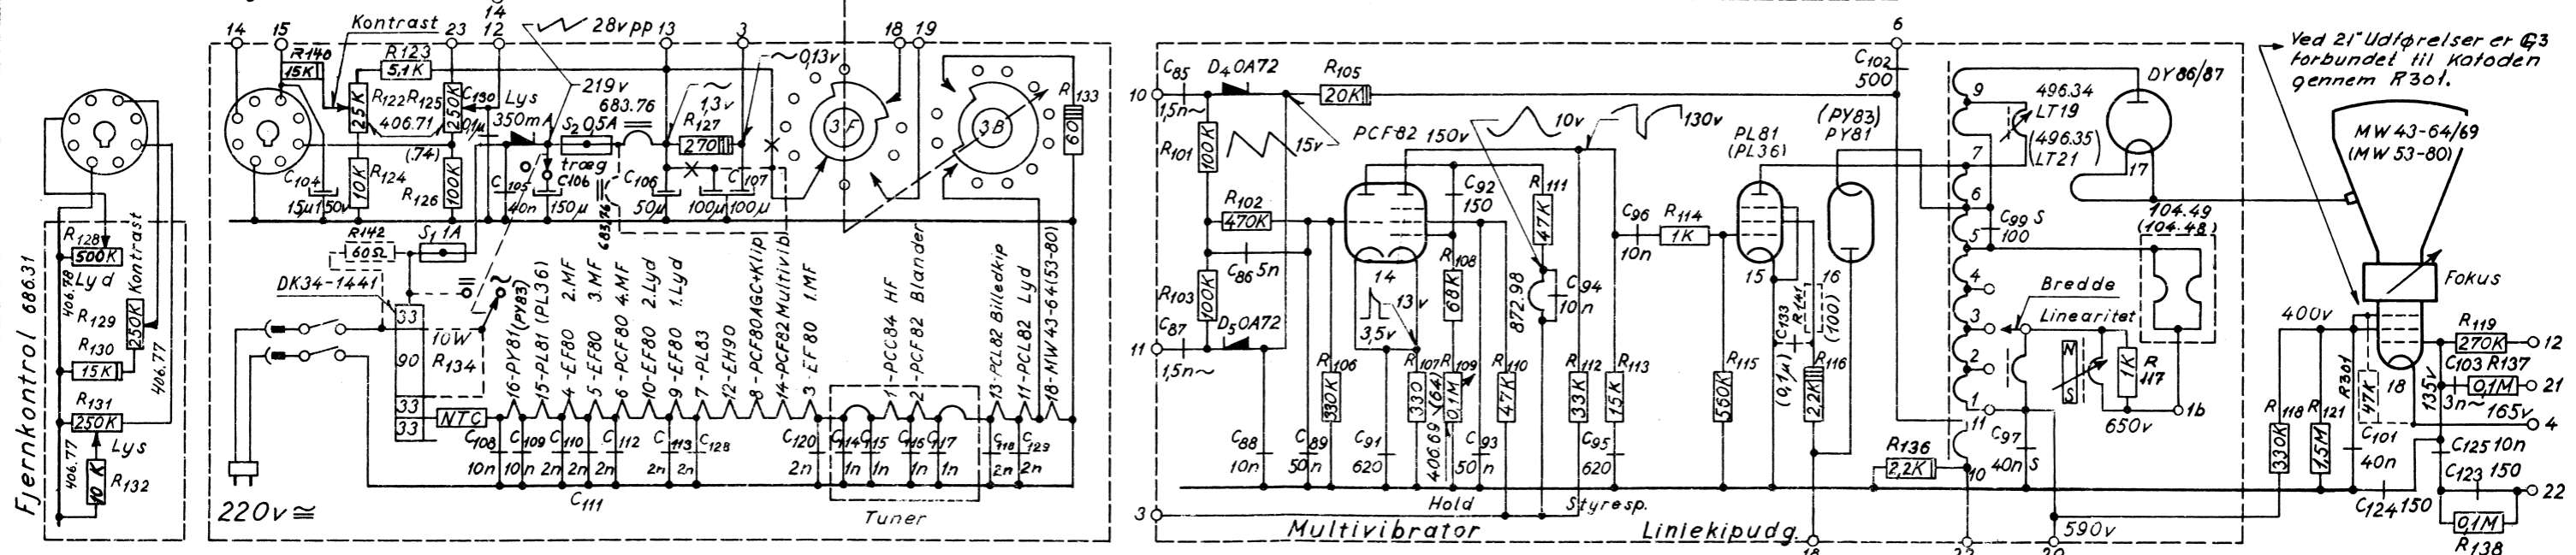 Fjernkontrol 686.31
R128
500K
406.78
Lyd
Kontrast
R129
250K
R130
15K
406.77
R131
250K
Lys
406.77
10K
R132
14
15
Kontrast
23
14
12
28vpp
13
3
0,13v
18
19
R140
15K
R123
5,1K
R122
25K
R125
250K
406.71
C130
0,1µ
Lys
350mA
219v
683.76
S2 0,5A
1,3v
R127
270
3F
3B
R133
60
(.74)
træg
C104
15µ150v
R124
10K
R126
100K
C105
40n
C106
150µ
683.76
C106
50µ
C107
100µ
100µ
R142
60Ω
S1 1A
DK34-1441
33
90
33
33
10W
R134
NTC
220v
16-PY81(PY83)
15-PL81 (PL36)
4-EF80 2.MF
5-EF80 3.MF
6-PCF80 4.MF
10-EF80 2.Lyd
9-EF80 1.Lyd
7-PL83
12-EH90
8-PCF80AGC+Klip
14-PCF82Multivib
3-EF80 1.MF
1-PCC84 HF
2-PCF82 Blander
13-PCL82 Billedkip
11-PCL82 Lyd
18-MW43-64(53-80)
C108
10n
C109
10n
C110
2n
2n
C111
C112
2n
C113
2n
C128
2n
C120
2n
C114
1n
C115
1n
C116
1n
C117
1n
C118
2n
C129
2n
Tuner
10
C85
1,5n~
D4 OA72
R105
20K
R101
100K
15v
PCF82
150v
10v
130v
R102
470K
C86 5n
R103
100K
11
C87
1,5n~
D5 OA72
14
13v
3,5v
C92
150
R111
47K
R108
68K
872.98
C94
10n
C96
10n
R114
1K
PL81
(PL36)
15
(PY83)
PY81
16
C133
(0,1µ)
R141
(100)
R106
330K
R107
330
R109
0,1M
406.69 (64)
R110
47K
R112
33K
R113
15K
R115
560K
R116
2,2K
C88
10n
C89
50n
C91
620
C93
50n
C95
620
3
Hold
Styresp.
Multivibrator
Liniekipudg.
18
6
C102
500
9
7
6
5
4
3
2
1
11
10
496.34
LT19
(496.35)
LT21
DY86/87
17
C99 S
100
104.49
(104.48)
Bredde
Linearitet
N
S
1K
R117
1b
650v
R136
2,2K
C97
40n S
22
20
590v
Ved 21" Udførelser er G3
forbundet til Katoden
gennem R301.
MW43-64/69
(MW53-80)
Fokus
400v
R301
47K
18
R118
330K
R121
1,5M
C101
40n
R119
270K
12
C103
R137
0,1M
21
3n~
135v
165v
4
C125 10n
C123
150
22
C124 150
0,1M
R138